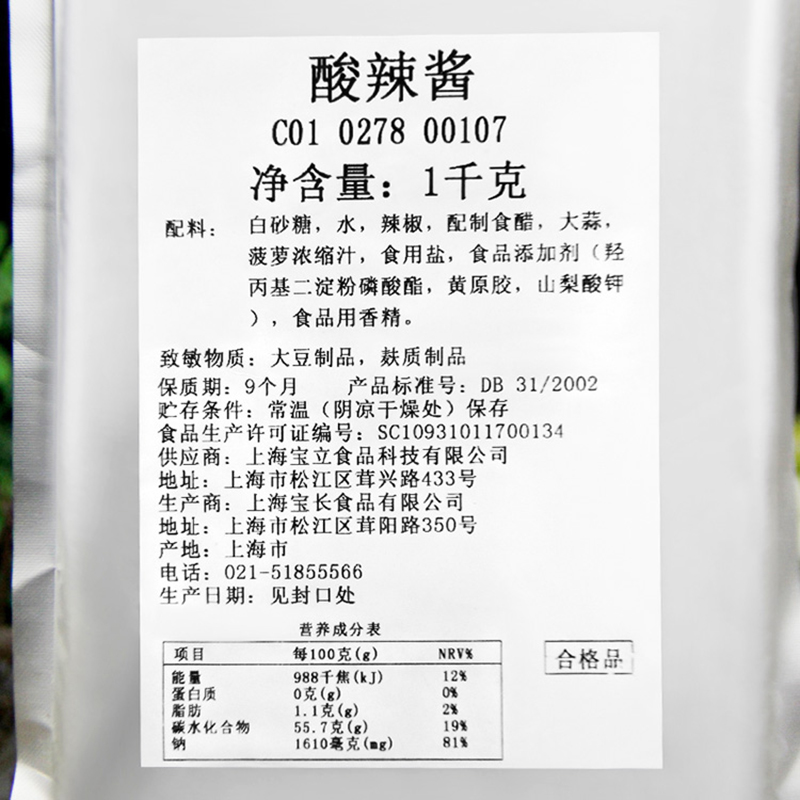 酸辣酱
C01 0278 00107
净含量：1千克
配料：白砂糖，水，辣椒，配制食醋，大蒜，
菠萝浓缩汁，食用盐，食品添加剂（羟
丙基二淀粉磷酸酯，黄原胶，山梨酸钾
），食品用香精。
致敏物质：大豆制品，麸质制品
保质期：9个月 产品标准号：DB 31/2002
贮存条件：常温（阴凉干燥处）保存
食品生产许可证编号：SC10931011700134
供应商：上海宝立食品科技有限公司
地址：上海市松江区茸兴路433号
生产商：上海宝长食品有限公司
地址：上海市松江区茸阳路350号
产地：上海市
电话：021-51855566
生产日期：见封口处
营养成分表
项目 每100克(g) NRV%
能量 988千焦(kJ) 12%
蛋白质 0克(g) 0%
脂肪 1.1克(g) 2%
碳水化合物 55.7克(g) 19%
钠 1610毫克(mg) 81%
合格品